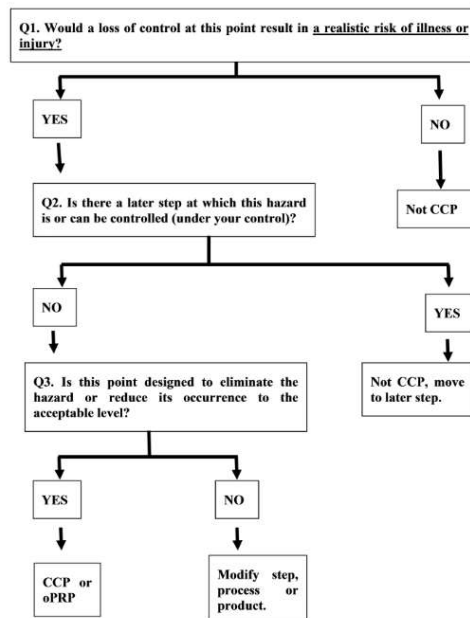 Q1. Would a loss of control at this point result in a realistic risk of illness or
injury?
YES
NO
Q2. Is there a later step at which this hazard
is or can be controlled (under your control)?
Not CCP
NO
YES
Q3. Is this point designed to eliminate the
hazard or reduce its occurrence to the
acceptable level?
Not CCP, move
to later step.
YES
NO
CCP or
oPRP
Modify step,
process or
product.